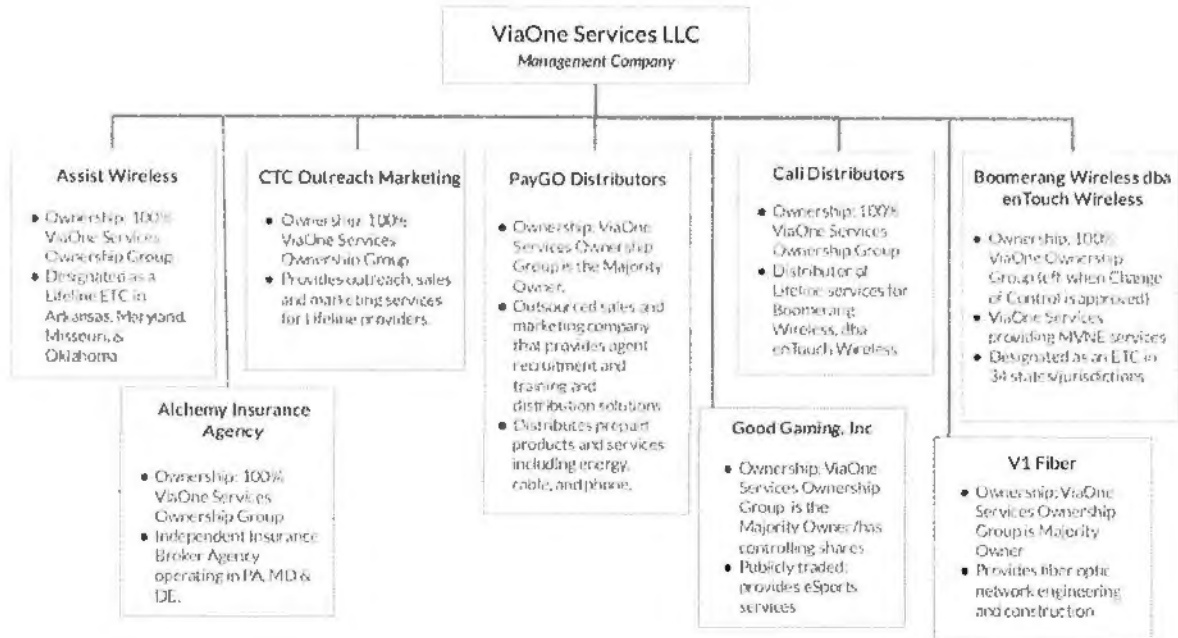 ViaOne Services LLC
Management Company
Assist Wireless
● Ownership: 100%
ViaOne Services
Ownership Group
● Designated as a
Lifeline ETC in
Arkansas, Maryland,
Missouri, &
Oklahoma
CTC Outreach Marketing
● Ownership: 100%
ViaOne Services
Ownership Group
● Provides outreach, sales
and marketing services
for Lifeline providers.
PayGO Distributors
● Ownership: ViaOne
Services Ownership
Group is the Majority
Owner.
● Outsourced sales and
marketing company
that provides agent
recruitment and
training and
distribution solutions
● Distributes prepaid
products and services
including energy,
cable, and phone.
Cali Distributors
● Ownership: 100%
ViaOne Services
Ownership Group
● Distributor of
Lifeline services for
Boomerang
Wireless, dba
enTouch Wireless
Boomerang Wireless dba
enTouch Wireless
● Ownership: 100%
ViaOne Ownership
Group (eff when Change
of Control is approved)
● ViaOne Services
providing MVNE services
● Designated as an ETC in
34 states/jurisdictions
Alchemy Insurance
Agency
● Ownership: 100%
ViaOne Services
Ownership Group
● Independent Insurance
Broker Agency
operating in PA, MD &
DE.
Good Gaming, Inc
● Ownership: ViaOne
Services Ownership
Group is the
Majority Owner/has
controlling shares
● Publicly traded;
provides eSports
services
V1 Fiber
● Ownership: ViaOne
Services Ownership
Group is Majority
Owner
● Provides fiber optic
network engineering
and construction